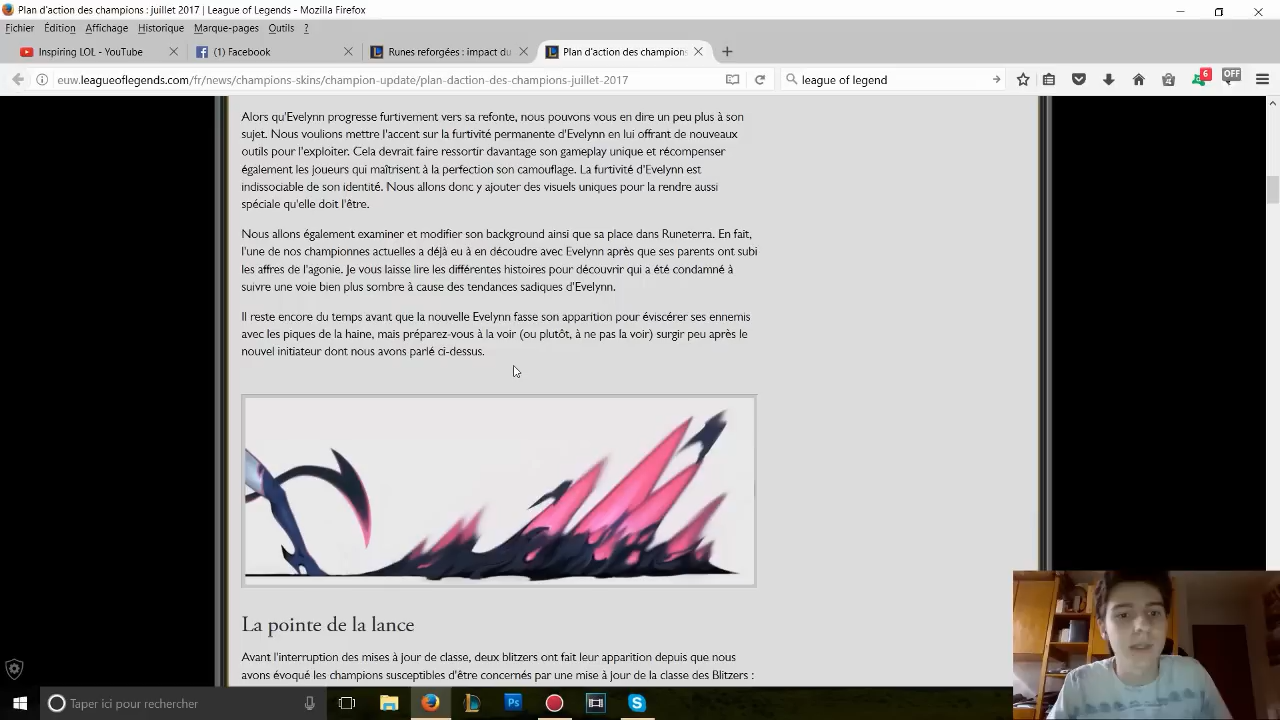 Plan d'action des champions : juillet 2017 | League of Legends - Mozilla Firefox
Fichier Édition Affichage Historique Marque-pages Outils ?
Inspiring LOL - YouTube (1) Facebook Runes reforgées : impact du Plan d'action des champions
euw.leagueoflegends.com/fr/news/champions-skins/champion-update/plan-daction-des-champions-juillet-2017 league of legend 6 OFF
Alors qu'Evelynn progresse furtivement vers sa refonte, nous pouvons vous en dire un peu plus à son
sujet. Nous voulions mettre l'accent sur la furtivité permanente d'Evelynn en lui offrant de nouveaux
outils pour l'exploiter. Cela devrait faire ressortir davantage son gameplay unique et récompenser
également les joueurs qui maîtrisent à la perfection son camouflage. La furtivité d'Evelynn est
indissociable de son identité. Nous allons donc y ajouter des visuels uniques pour la rendre aussi
spéciale qu'elle doit l'être.
Nous allons également examiner et modifier son background ainsi que sa place dans Runeterra. En fait,
l'une de nos championnes actuelles a déjà eu à en découdre avec Evelynn après que ses parents ont subi
les affres de l'agonie. Je vous laisse lire les différentes histoires pour découvrir qui a été condamné à
suivre une voie bien plus sombre à cause des tendances sadiques d'Evelynn.
Il reste encore du temps avant que la nouvelle Evelynn fasse son apparition pour éviscérer ses ennemis
avec les piques de la haine, mais préparez-vous à la voir (ou plutôt, à ne pas la voir) surgir peu après le
nouvel initiateur dont nous avons parlé ci-dessus.
La pointe de la lance
Avant l'interruption des mises à jour de classe, deux blitzers ont fait leur apparition depuis que nous
avons évoqué les champions susceptibles d'être concernés par une mise à jour de la classe des Blitzers :
Taper ici pour rechercher